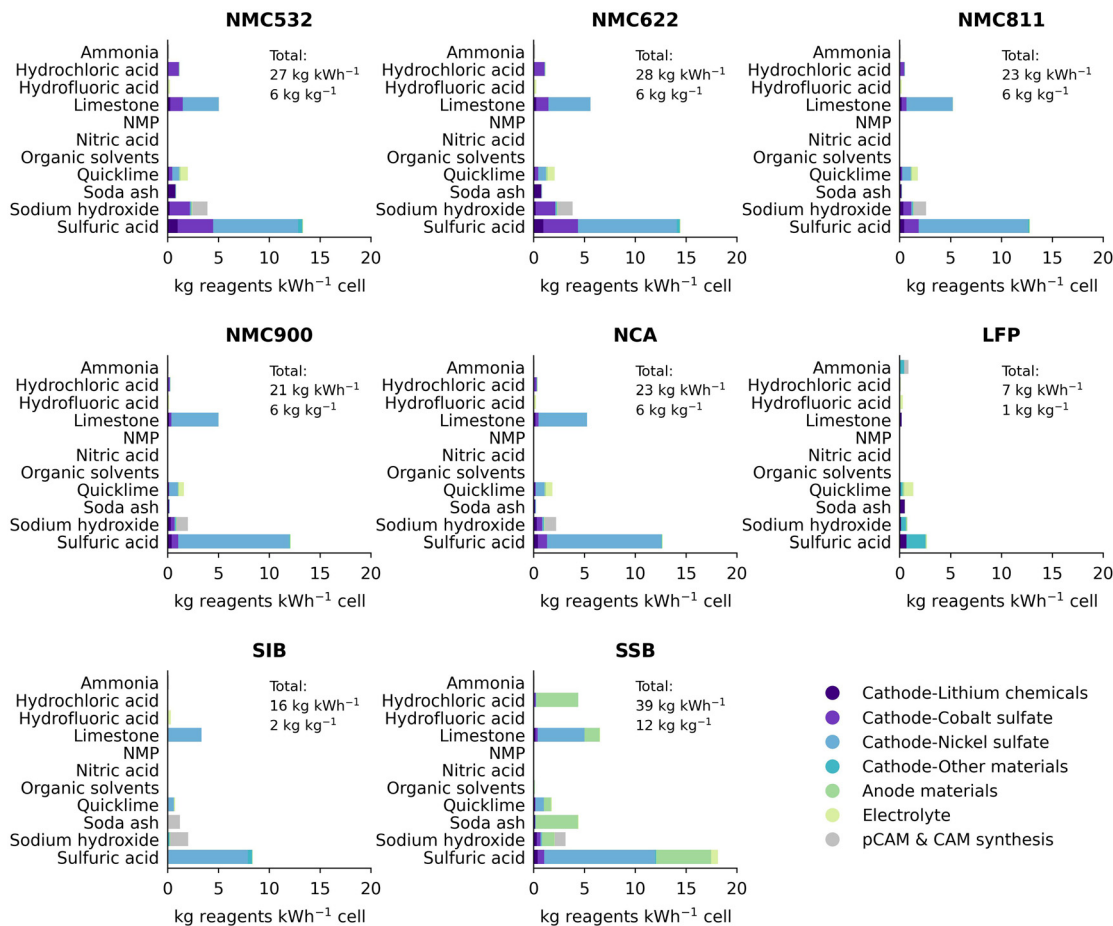 NMC532
Ammonia
Hydrochloric acid
Hydrofluoric acid
Limestone
NMP
Nitric acid
Organic solvents
Quicklime
Soda ash
Sodium hydroxide
Sulfuric acid
Total:
27 kg kWh⁻¹
6 kg kg⁻¹
0 5 10 15 20
kg reagents kWh⁻¹ cell
NMC622
Ammonia
Hydrochloric acid
Hydrofluoric acid
Limestone
NMP
Nitric acid
Organic solvents
Quicklime
Soda ash
Sodium hydroxide
Sulfuric acid
Total:
28 kg kWh⁻¹
6 kg kg⁻¹
0 5 10 15 20
kg reagents kWh⁻¹ cell
NMC811
Ammonia
Hydrochloric acid
Hydrofluoric acid
Limestone
NMP
Nitric acid
Organic solvents
Quicklime
Soda ash
Sodium hydroxide
Sulfuric acid
Total:
23 kg kWh⁻¹
6 kg kg⁻¹
0 5 10 15 20
kg reagents kWh⁻¹ cell
NMC900
Ammonia
Hydrochloric acid
Hydrofluoric acid
Limestone
NMP
Nitric acid
Organic solvents
Quicklime
Soda ash
Sodium hydroxide
Sulfuric acid
Total:
21 kg kWh⁻¹
6 kg kg⁻¹
0 5 10 15 20
kg reagents kWh⁻¹ cell
NCA
Ammonia
Hydrochloric acid
Hydrofluoric acid
Limestone
NMP
Nitric acid
Organic solvents
Quicklime
Soda ash
Sodium hydroxide
Sulfuric acid
Total:
23 kg kWh⁻¹
6 kg kg⁻¹
0 5 10 15 20
kg reagents kWh⁻¹ cell
LFP
Ammonia
Hydrochloric acid
Hydrofluoric acid
Limestone
NMP
Nitric acid
Organic solvents
Quicklime
Soda ash
Sodium hydroxide
Sulfuric acid
Total:
7 kg kWh⁻¹
1 kg kg⁻¹
0 5 10 15 20
kg reagents kWh⁻¹ cell
SIB
Ammonia
Hydrochloric acid
Hydrofluoric acid
Limestone
NMP
Nitric acid
Organic solvents
Quicklime
Soda ash
Sodium hydroxide
Sulfuric acid
Total:
16 kg kWh⁻¹
2 kg kg⁻¹
0 5 10 15 20
kg reagents kWh⁻¹ cell
SSB
Ammonia
Hydrochloric acid
Hydrofluoric acid
Limestone
NMP
Nitric acid
Organic solvents
Quicklime
Soda ash
Sodium hydroxide
Sulfuric acid
Total:
39 kg kWh⁻¹
12 kg kg⁻¹
0 5 10 15 20
kg reagents kWh⁻¹ cell
Cathode-Lithium chemicals
Cathode-Cobalt sulfate
Cathode-Nickel sulfate
Cathode-Other materials
Anode materials
Electrolyte
pCAM & CAM synthesis